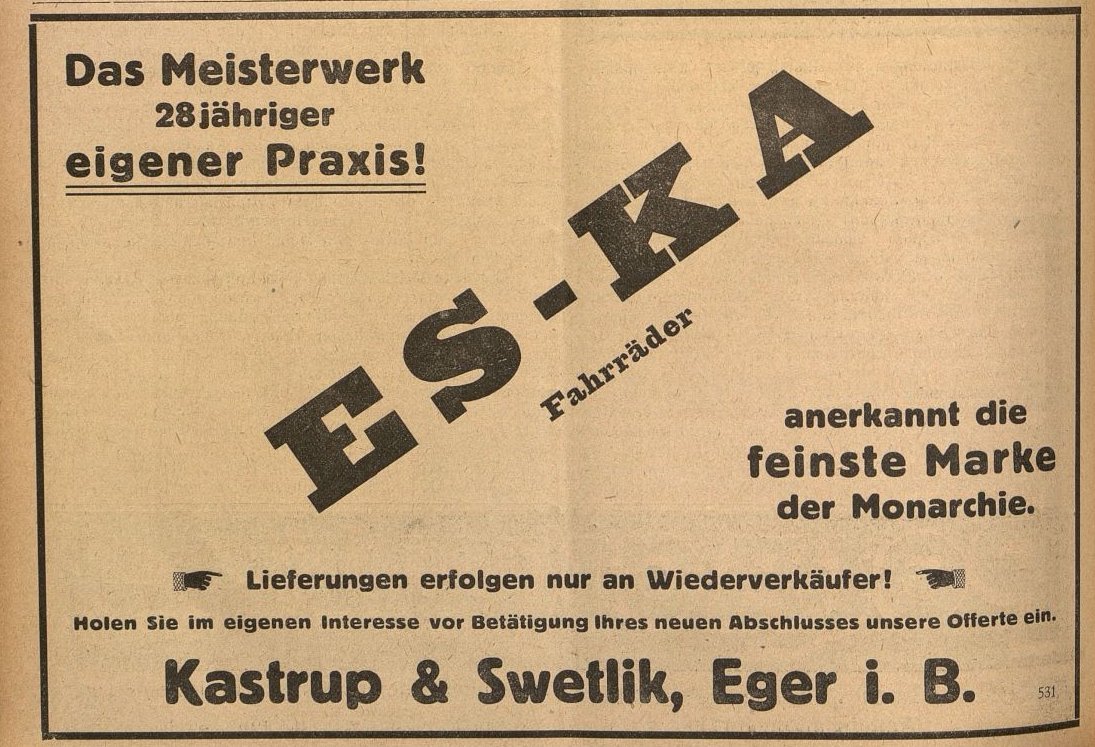 Das Meisterwerk
28jähriger
eigener Praxis!
ES-KA
Fahrräder
anerkannt die
feinste Marke
der Monarchie.
Lieferungen erfolgen nur an Wiederverkäufer!
Holen Sie im eigenen Interesse vor Betätigung Ihres neuen Abschlusses unsere Offerte ein.
Kastrup & Swetlik, Eger i. B.
531